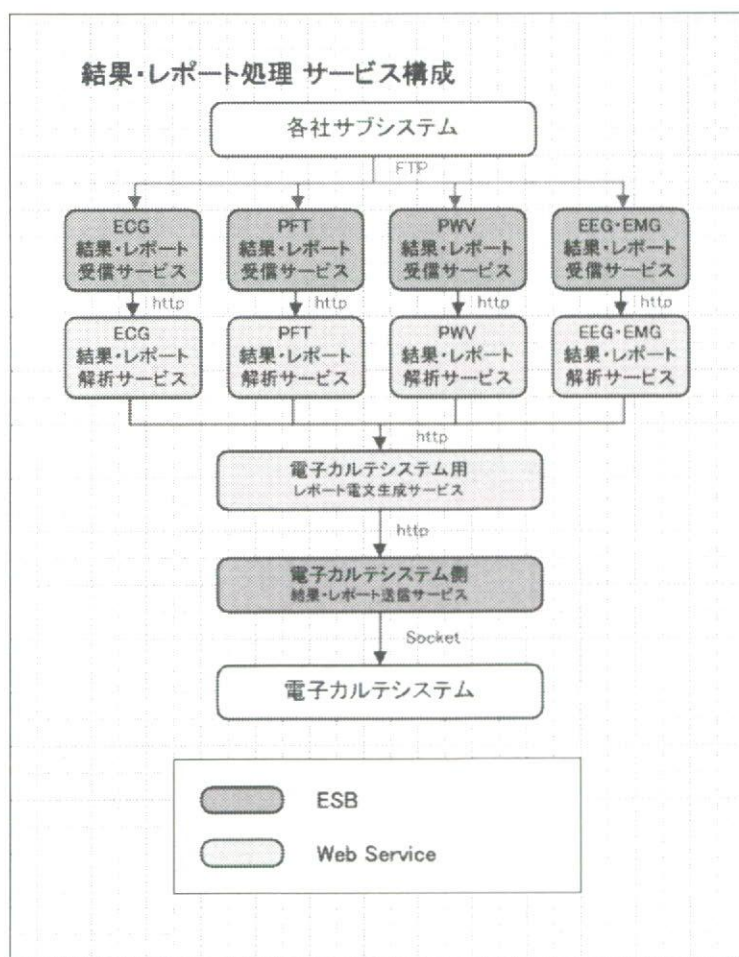 結果・レポート処理 サービス構成
各社サブシステム
FTP
ECG
結果・レポート
受信サービス
PFT
結果・レポート
受信サービス
PWV
結果・レポート
受信サービス
EEG・EMG
結果・レポート
受信サービス
http
http
http
http
ECG
結果・レポート
解析サービス
PFT
結果・レポート
解析サービス
PWV
結果・レポート
解析サービス
EEG・EMG
結果・レポート
解析サービス
http
電子カルテシステム用
レポート電文生成サービス
http
電子カルテシステム側
結果・レポート送信サービス
Socket
電子カルテシステム
ESB
Web Service